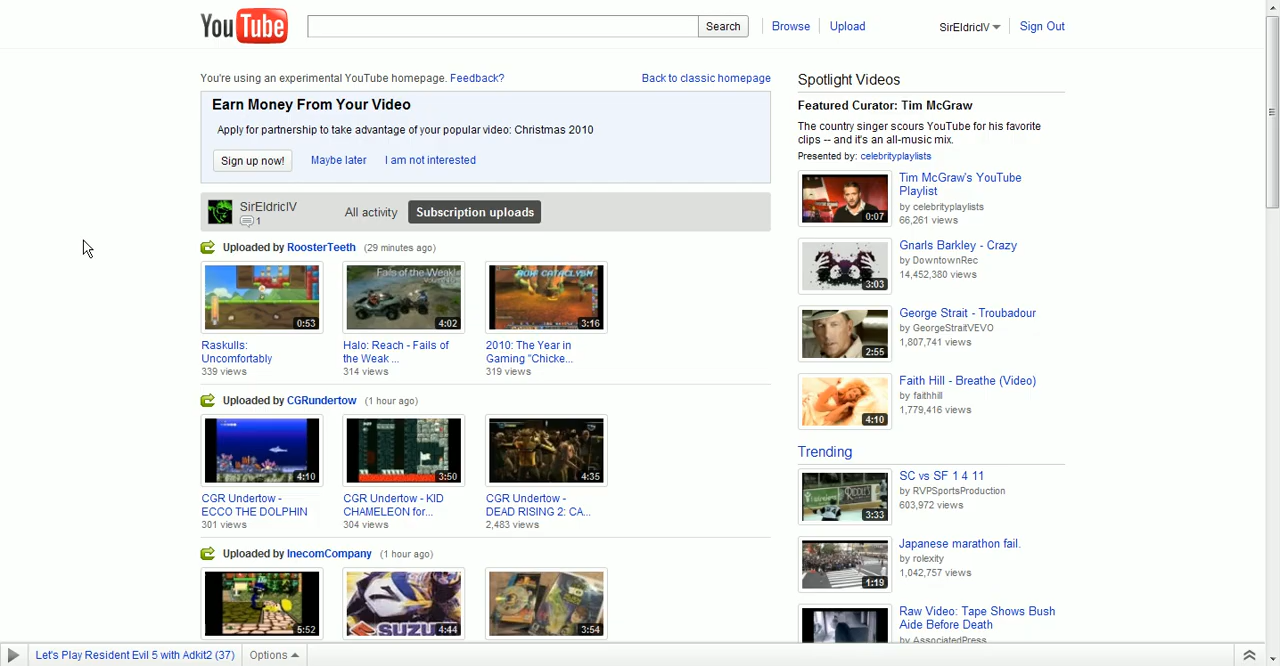 YouTube
Search
Browse
Upload
SirEldricIV
Sign Out
You're using an experimental YouTube homepage. Feedback?
Back to classic homepage
Earn Money From Your Video
Apply for partnership to take advantage of your popular video: Christmas 2010
Sign up now!
Maybe later
I am not interested
SirEldricIV
1
All activity
Subscription uploads
Uploaded by RoosterTeeth (29 minutes ago)
0:53
Fails of the Weak!
4:02
3:16
Raskulls:
Uncomfortably
339 views
Halo: Reach - Fails of
the Weak ...
314 views
2010: The Year in
Gaming "Chicke...
319 views
Uploaded by CGRundertow (1 hour ago)
4:10
3:50
4:35
CGR Undertow -
ECCO THE DOLPHIN
301 views
CGR Undertow - KID
CHAMELEON for...
304 views
CGR Undertow -
DEAD RISING 2: CA...
2,483 views
Uploaded by InecomCompany (1 hour ago)
5:52
SUZU
4:44
3:54
Spotlight Videos
Featured Curator: Tim McGraw
The country singer scours YouTube for his favorite
clips -- and it's an all-music mix.
Presented by: celebrityplaylists
0:07
Tim McGraw's YouTube
Playlist
by celebrityplaylists
66,261 views
3:03
Gnarls Barkley - Crazy
by DowntownRec
14,452,380 views
2:55
George Strait - Troubadour
by GeorgeStraitVEVO
1,807,741 views
4:10
Faith Hill - Breathe (Video)
by faithhill
1,779,416 views
Trending
3:33
SC vs SF 1 4 11
by RVPSportsProduction
603,972 views
1:19
Japanese marathon fail.
by rolexity
1,042,757 views
Raw Video: Tape Shows Bush
Aide Before Death
by AssociatedPress
Let's Play Resident Evil 5 with Adkit2 (37)
Options